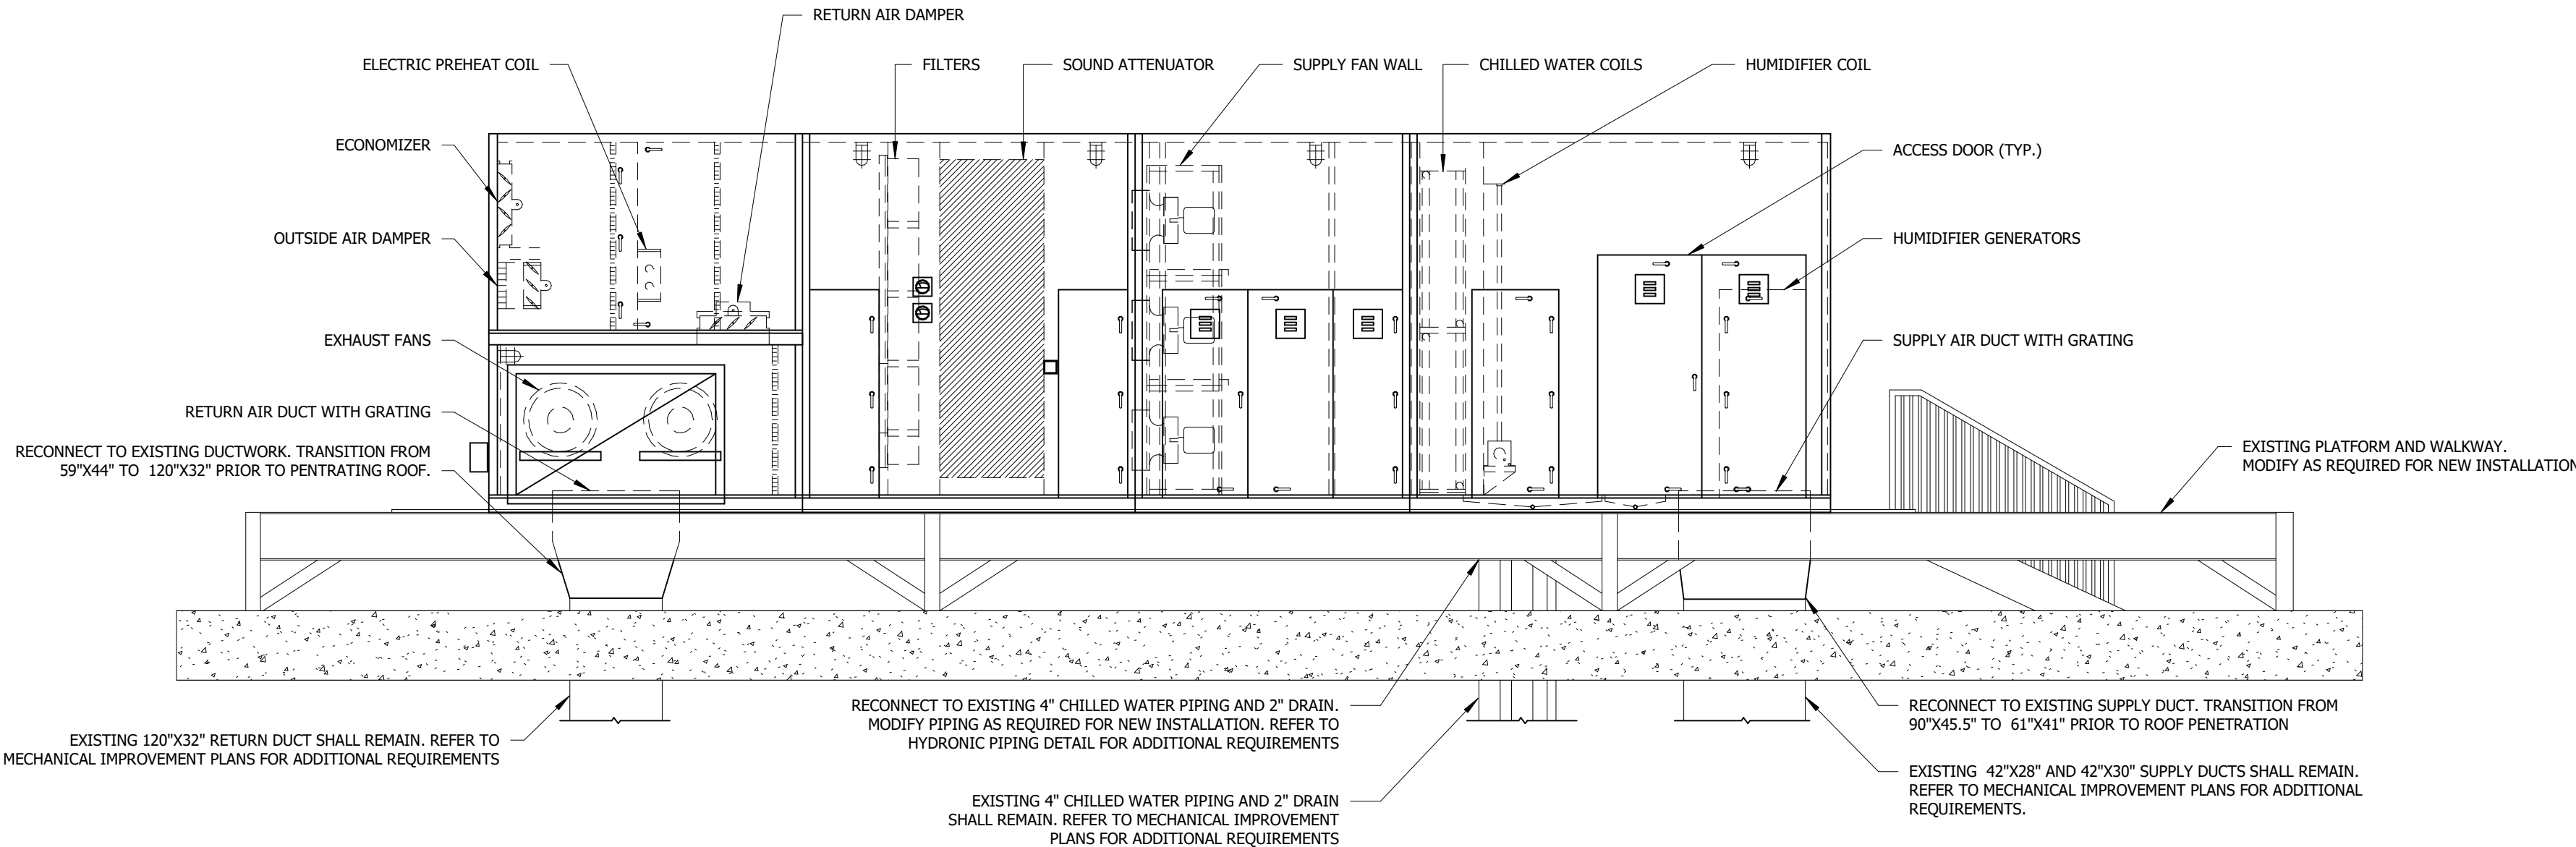 RETURN AIR DAMPER
ELECTRIC PREHEAT COIL
FILTERS
SOUND ATTENUATOR
SUPPLY FAN WALL
CHILLED WATER COILS
HUMIDIFIER COIL
ECONOMIZER
ACCESS DOOR (TYP.)
OUTSIDE AIR DAMPER
HUMIDIFIER GENERATORS
EXHAUST FANS
SUPPLY AIR DUCT WITH GRATING
RETURN AIR DUCT WITH GRATING
RECONNECT TO EXISTING DUCTWORK. TRANSITION FROM
59"X44" TO 120"X32" PRIOR TO PENTRATING ROOF.
EXISTING PLATFORM AND WALKWAY.
MODIFY AS REQUIRED FOR NEW INSTALLATION
RECONNECT TO EXISTING 4" CHILLED WATER PIPING AND 2" DRAIN.
MODIFY PIPING AS REQUIRED FOR NEW INSTALLATION. REFER TO
HYDRONIC PIPING DETAIL FOR ADDITIONAL REQUIREMENTS
RECONNECT TO EXISTING SUPPLY DUCT. TRANSITION FROM
90"X45.5" TO 61"X41" PRIOR TO ROOF PENETRATION
EXISTING 120"X32" RETURN DUCT SHALL REMAIN. REFER TO
MECHANICAL IMPROVEMENT PLANS FOR ADDITIONAL REQUIREMENTS
EXISTING 42"X28" AND 42"X30" SUPPLY DUCTS SHALL REMAIN.
REFER TO MECHANICAL IMPROVEMENT PLANS FOR ADDITIONAL
REQUIREMENTS.
EXISTING 4" CHILLED WATER PIPING AND 2" DRAIN
SHALL REMAIN. REFER TO MECHANICAL IMPROVEMENT
PLANS FOR ADDITIONAL REQUIREMENTS